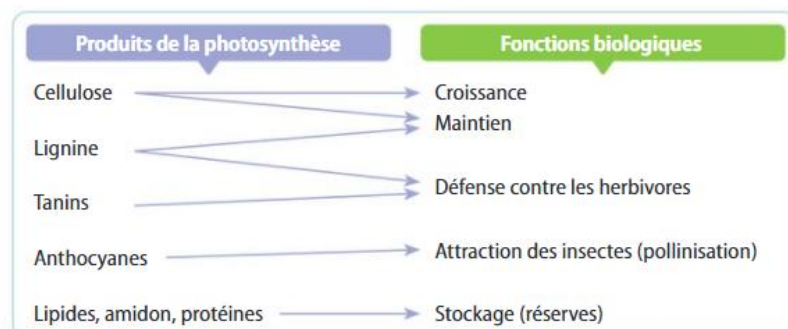 Produits de la photosynthèse
Fonctions biologiques
Cellulose
Croissance
Maintien
Lignine
Défense contre les herbivores
Tanins
Anthocyanes
Attraction des insectes (pollinisation)
Lipides, amidon, protéines
Stockage (réserves)